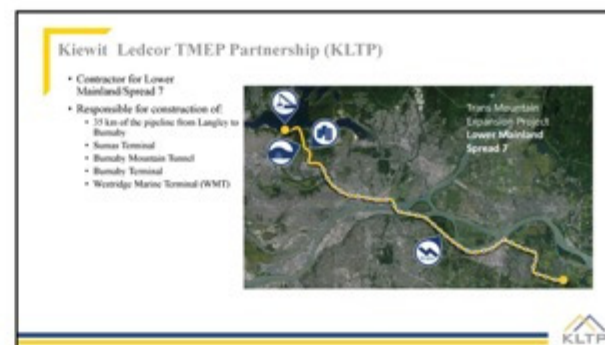 Kiewit Ledcor TMEP Partnership (KLTP)
• Contractor for Lower
Mainland/Spread 7
• Responsible for construction of:
• 35 km of the pipeline from Langley to
Burnaby
• Sumas Terminal
• Burnaby Mountain Tunnel
• Burnaby Terminal
• Westridge Marine Terminal (WMT)
Trans Mountain
Expansion Project
Lower Mainland
Spread 7
KLTP